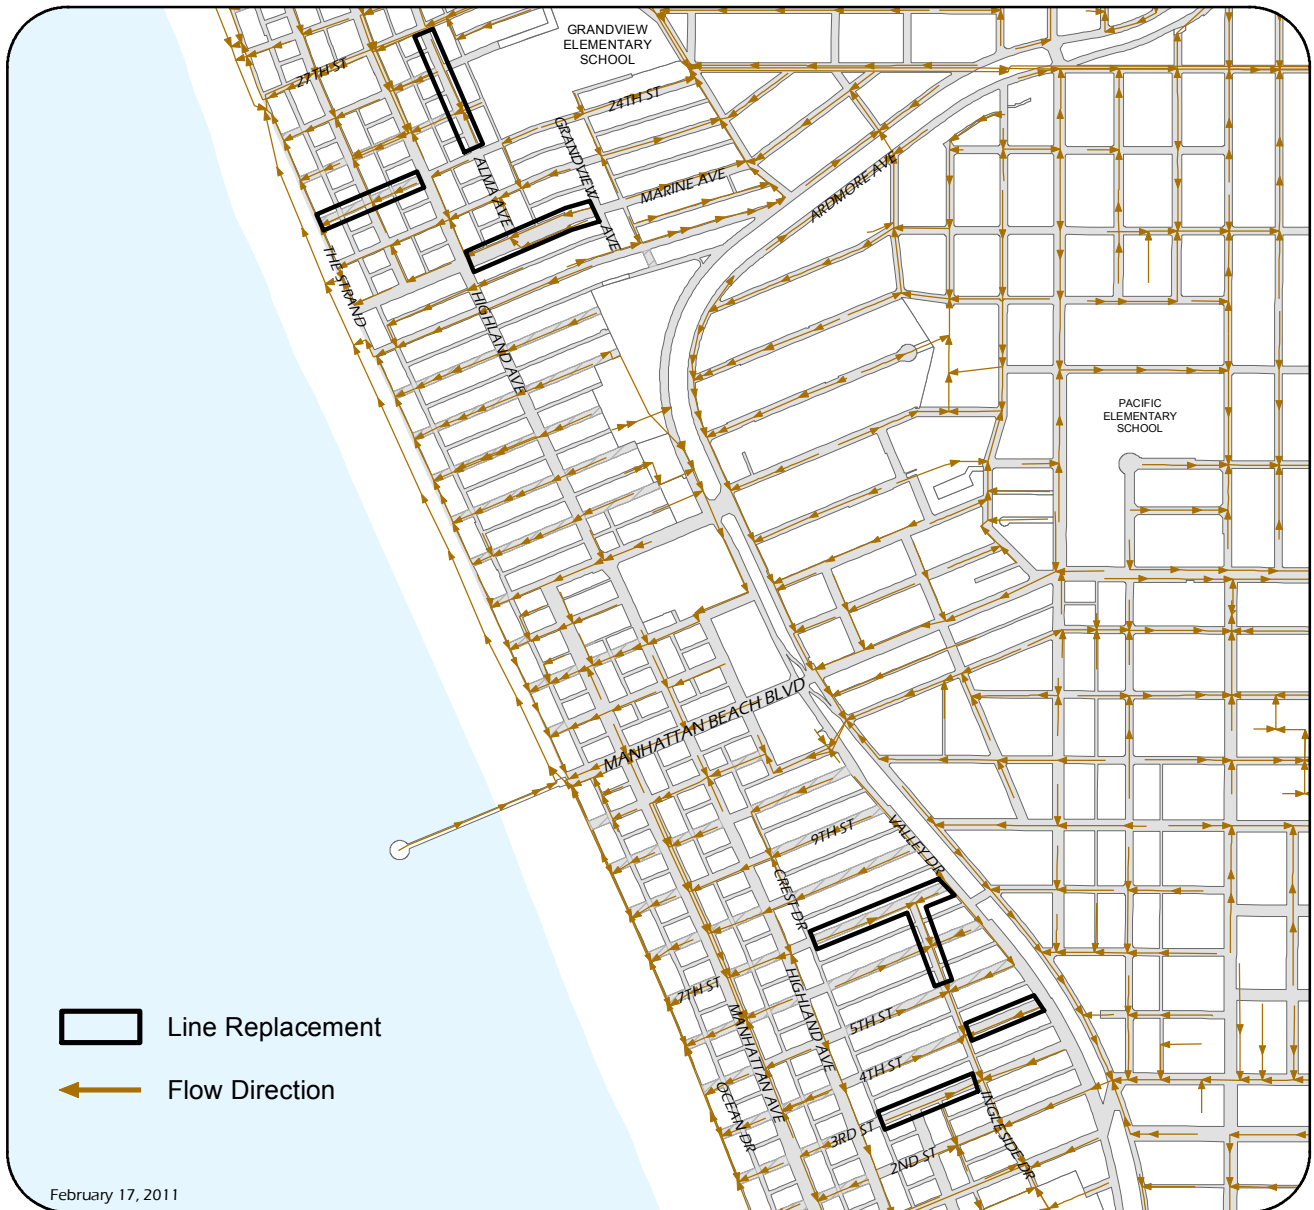 GRANDVIEW
ELEMENTARY
SCHOOL
27TH ST
24TH ST
GRANDVIEW AVE
ALMA AVE
MARINE AVE
ARDMORE AVE
THE STRAND
HIGHLAND AVE
PACIFIC
ELEMENTARY
SCHOOL
MANHATTAN BEACH BLVD
9TH ST
VALLEY DR
CREST DR
7TH ST
HIGHLAND AVE
MANHATTAN AVE
5TH ST
4TH ST
OCEAN DR
3RD ST
2ND ST
INGLESIDE DR
Line Replacement
Flow Direction
February 17, 2011